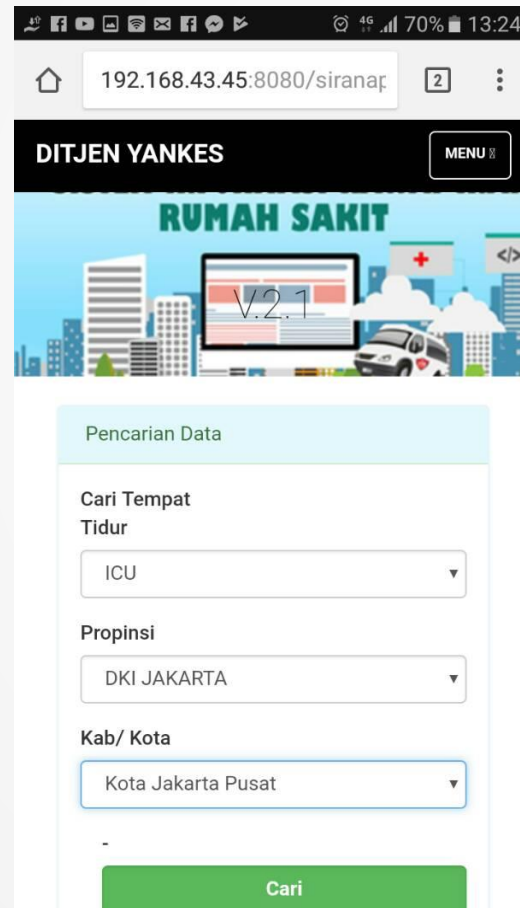 4G 70% 13:24
192.168.43.45:8080/siranap 2
DITJEN YANKES MENU
RUMAH SAKIT
</>
V.2.1
Pencarian Data
Cari Tempat
Tidur
ICU
Propinsi
DKI JAKARTA
Kab/ Kota
Kota Jakarta Pusat
-
Cari